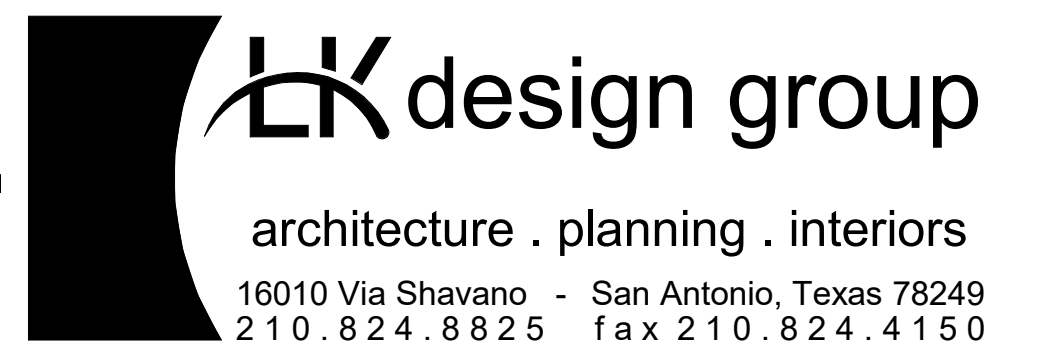 LK design group
architecture . planning . interiors
16010 Via Shavano - San Antonio, Texas 78249
210.824.8825 fax 210.824.4150